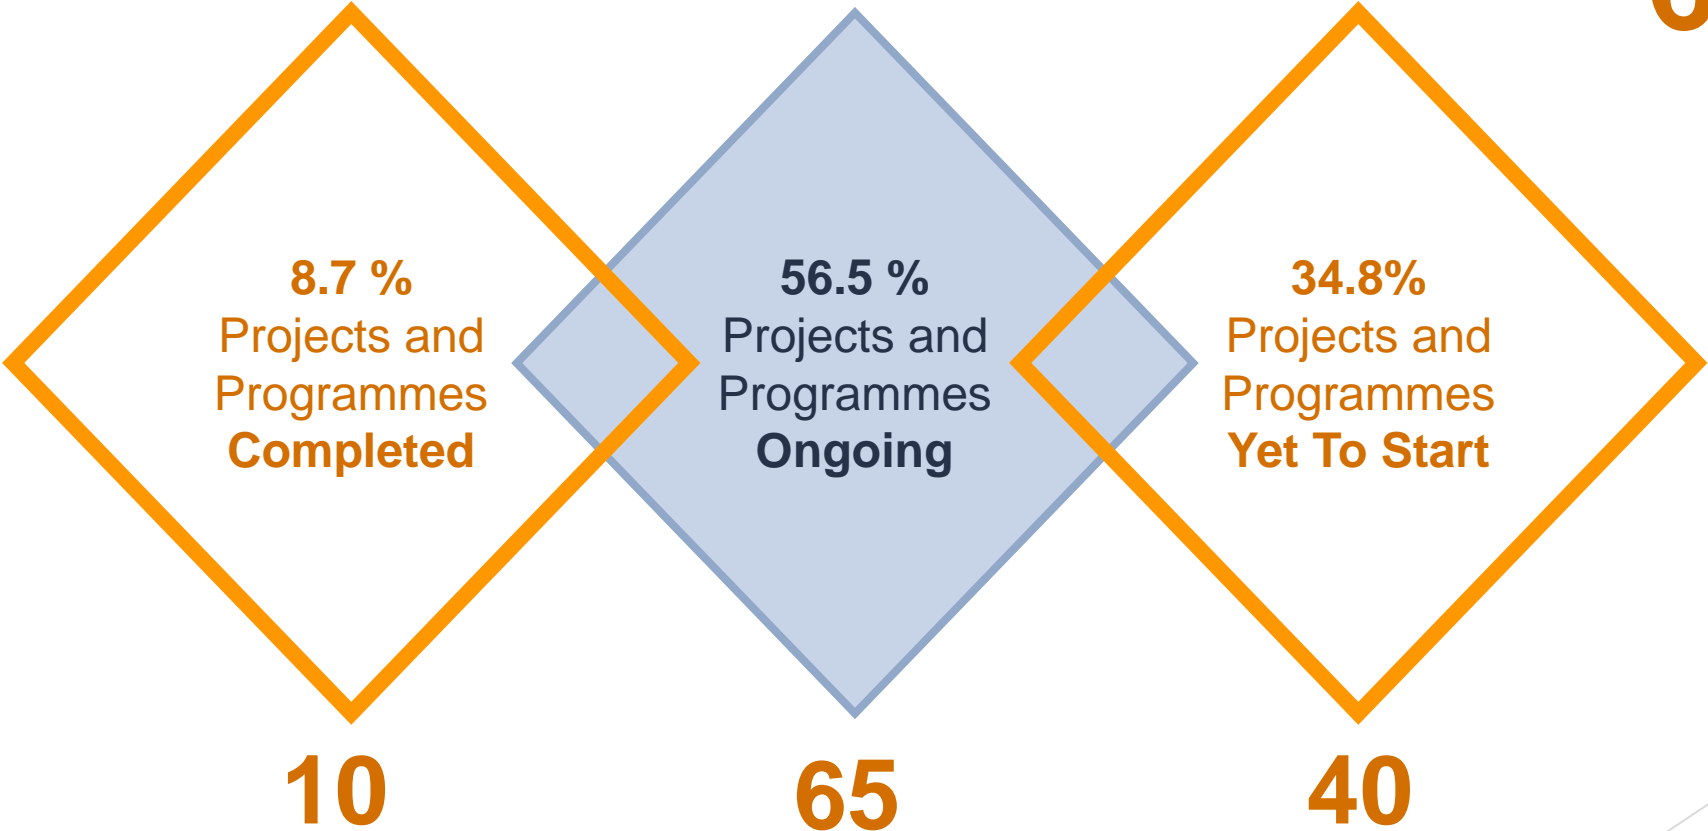 8.7 %
Projects and
Programmes
Completed
56.5 %
Projects and
Programmes
Ongoing
34.8%
Projects and
Programmes
Yet To Start
10
65
40